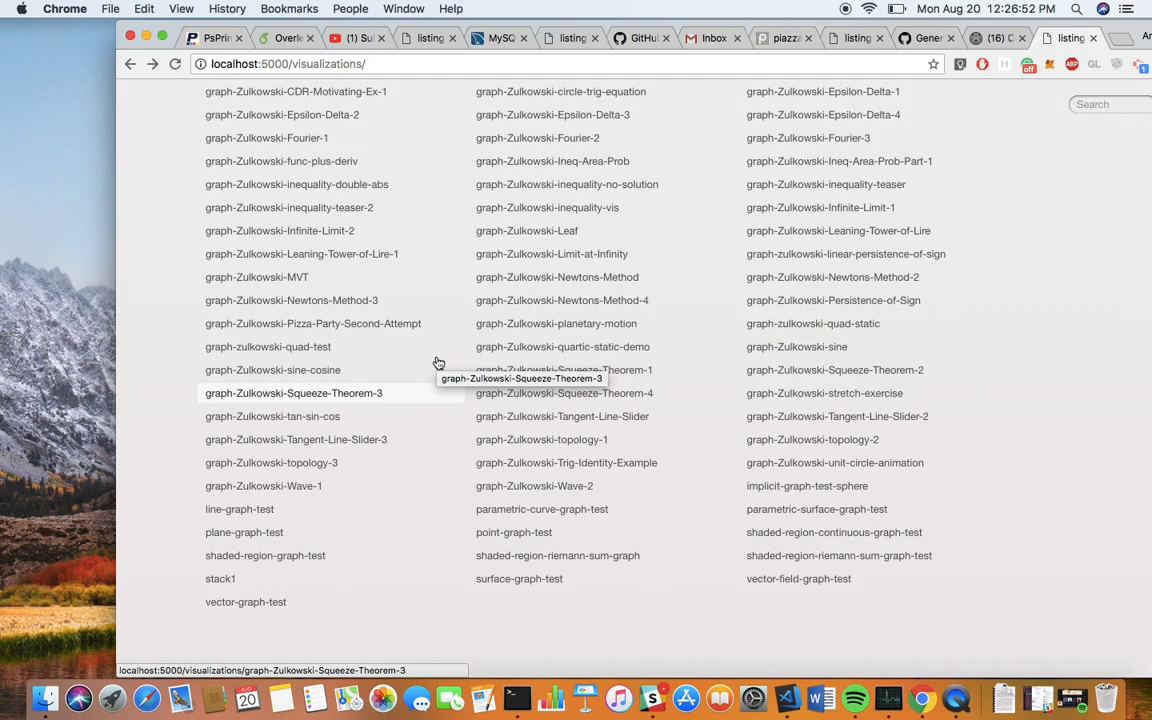 Chrome File Edit View History Bookmarks People Window Help Mon Aug 20 12:26:52 PM
PsPrin Overle (1) Su listing MySQ listing GitHu Inbox piazza listing Gene (16) C listing
localhost:5000/visualizations/
Search
graph-Zulkowski-CDR-Motivating-Ex-1 graph-Zulkowski-circle-trig-equation graph-Zulkowski-Epsilon-Delta-1
graph-Zulkowski-Epsilon-Delta-2 graph-Zulkowski-Epsilon-Delta-3 graph-Zulkowski-Epsilon-Delta-4
graph-Zulkowski-Fourier-1 graph-Zulkowski-Fourier-2 graph-Zulkowski-Fourier-3
graph-Zulkowski-func-plus-deriv graph-Zulkowski-Ineq-Area-Prob graph-Zulkowski-Ineq-Area-Prob-Part-1
graph-Zulkowski-inequality-double-abs graph-Zulkowski-inequality-no-solution graph-Zulkowski-inequality-teaser
graph-Zulkowski-inequality-teaser-2 graph-Zulkowski-inequality-vis graph-Zulkowski-Infinite-Limit-1
graph-Zulkowski-Infinite-Limit-2 graph-Zulkowski-Leaf graph-Zulkowski-Leaning-Tower-of-Lire
graph-Zulkowski-Leaning-Tower-of-Lire-1 graph-Zulkowski-Limit-at-Infinity graph-zulkowski-linear-persistence-of-sign
graph-Zulkowski-MVT graph-Zulkowski-Newtons-Method graph-Zulkowski-Newtons-Method-2
graph-Zulkowski-Newtons-Method-3 graph-Zulkowski-Newtons-Method-4 graph-Zulkowski-Persistence-of-Sign
graph-Zulkowski-Pizza-Party-Second-Attempt graph-Zulkowski-planetary-motion graph-zulkowski-quad-static
graph-zulkowski-quad-test graph-Zulkowski-quartic-static-demo graph-Zulkowski-sine
graph-Zulkowski-sine-cosine graph-Zulkowski-Squeeze-Theorem-1 graph-Zulkowski-Squeeze-Theorem-2
graph-Zulkowski-Squeeze-Theorem-3
graph-Zulkowski-Squeeze-Theorem-3 graph-Zulkowski-Squeeze-Theorem-4 graph-Zulkowski-stretch-exercise
graph-Zulkowski-tan-sin-cos graph-Zulkowski-Tangent-Line-Slider graph-Zulkowski-Tangent-Line-Slider-2
graph-Zulkowski-Tangent-Line-Slider-3 graph-Zulkowski-topology-1 graph-Zulkowski-topology-2
graph-Zulkowski-topology-3 graph-Zulkowski-Trig-Identity-Example graph-Zulkowski-unit-circle-animation
graph-Zulkowski-Wave-1 graph-Zulkowski-Wave-2 implicit-graph-test-sphere
line-graph-test parametric-curve-graph-test parametric-surface-graph-test
plane-graph-test point-graph-test shaded-region-continuous-graph-test
shaded-region-graph-test shaded-region-riemann-sum-graph shaded-region-riemann-sum-graph-test
stack1 surface-graph-test vector-field-graph-test
vector-graph-test
localhost:5000/visualizations/graph-Zulkowski-Squeeze-Theorem-3